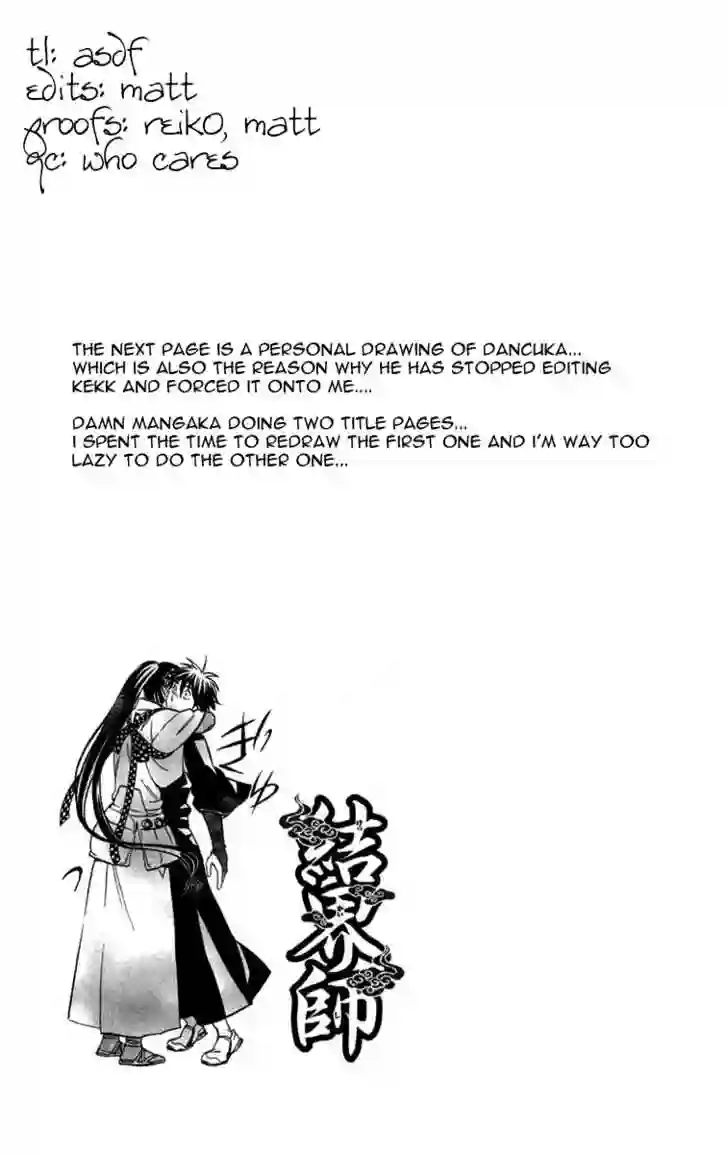 tl: asdf
edits: matt
proofs: reiko, matt
qc: who cares
THE NEXT PAGE IS A PERSONAL DRAWING OF DANCUKA...
WHICH IS ALSO THE REASON WHY HE HAS STOPPED EDITING
KEKK AND FORCED IT ONTO ME....
DAMN MANGAKA DOING TWO TITLE PAGES...
I SPENT THE TIME TO REDRAW THE FIRST ONE AND I'M WAY TOO
LAZY TO DO THE OTHER ONE...
ぎゅ
結界師